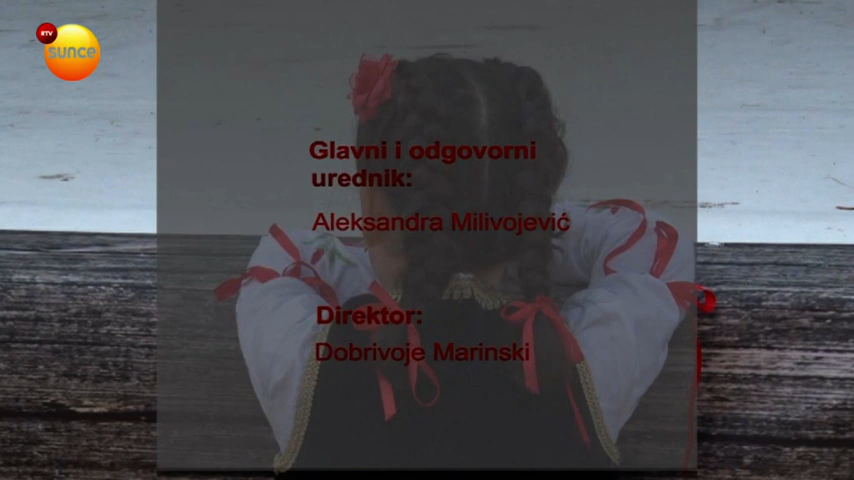 RTV
sunce
Glavni i odgovorni
urednik:
Aleksandra Milivojević
Direktor:
Dobrivoje Marinski